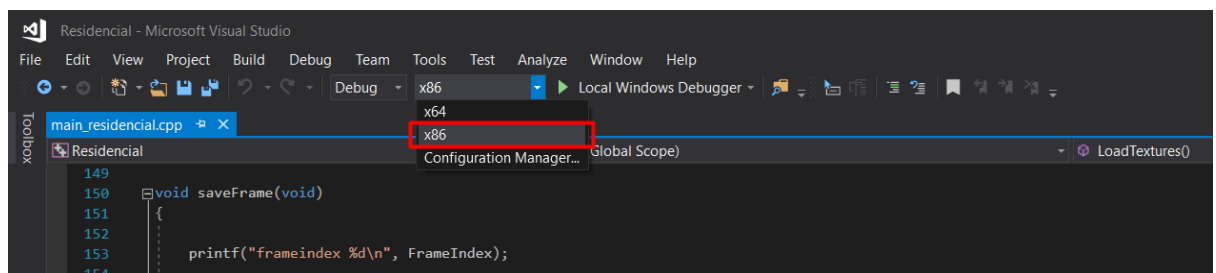 Residencial - Microsoft Visual Studio
File Edit View Project Build Debug Team Tools Test Analyze Window Help
Debug x86 Local Windows Debugger
x64
x86
Configuration Manager...
Toolbox
main_residencial.cpp
Residencial Global Scope) LoadTextures()
149
150 void saveFrame(void)
151 {
152
153 printf("frameindex %d\n", FrameIndex);
154